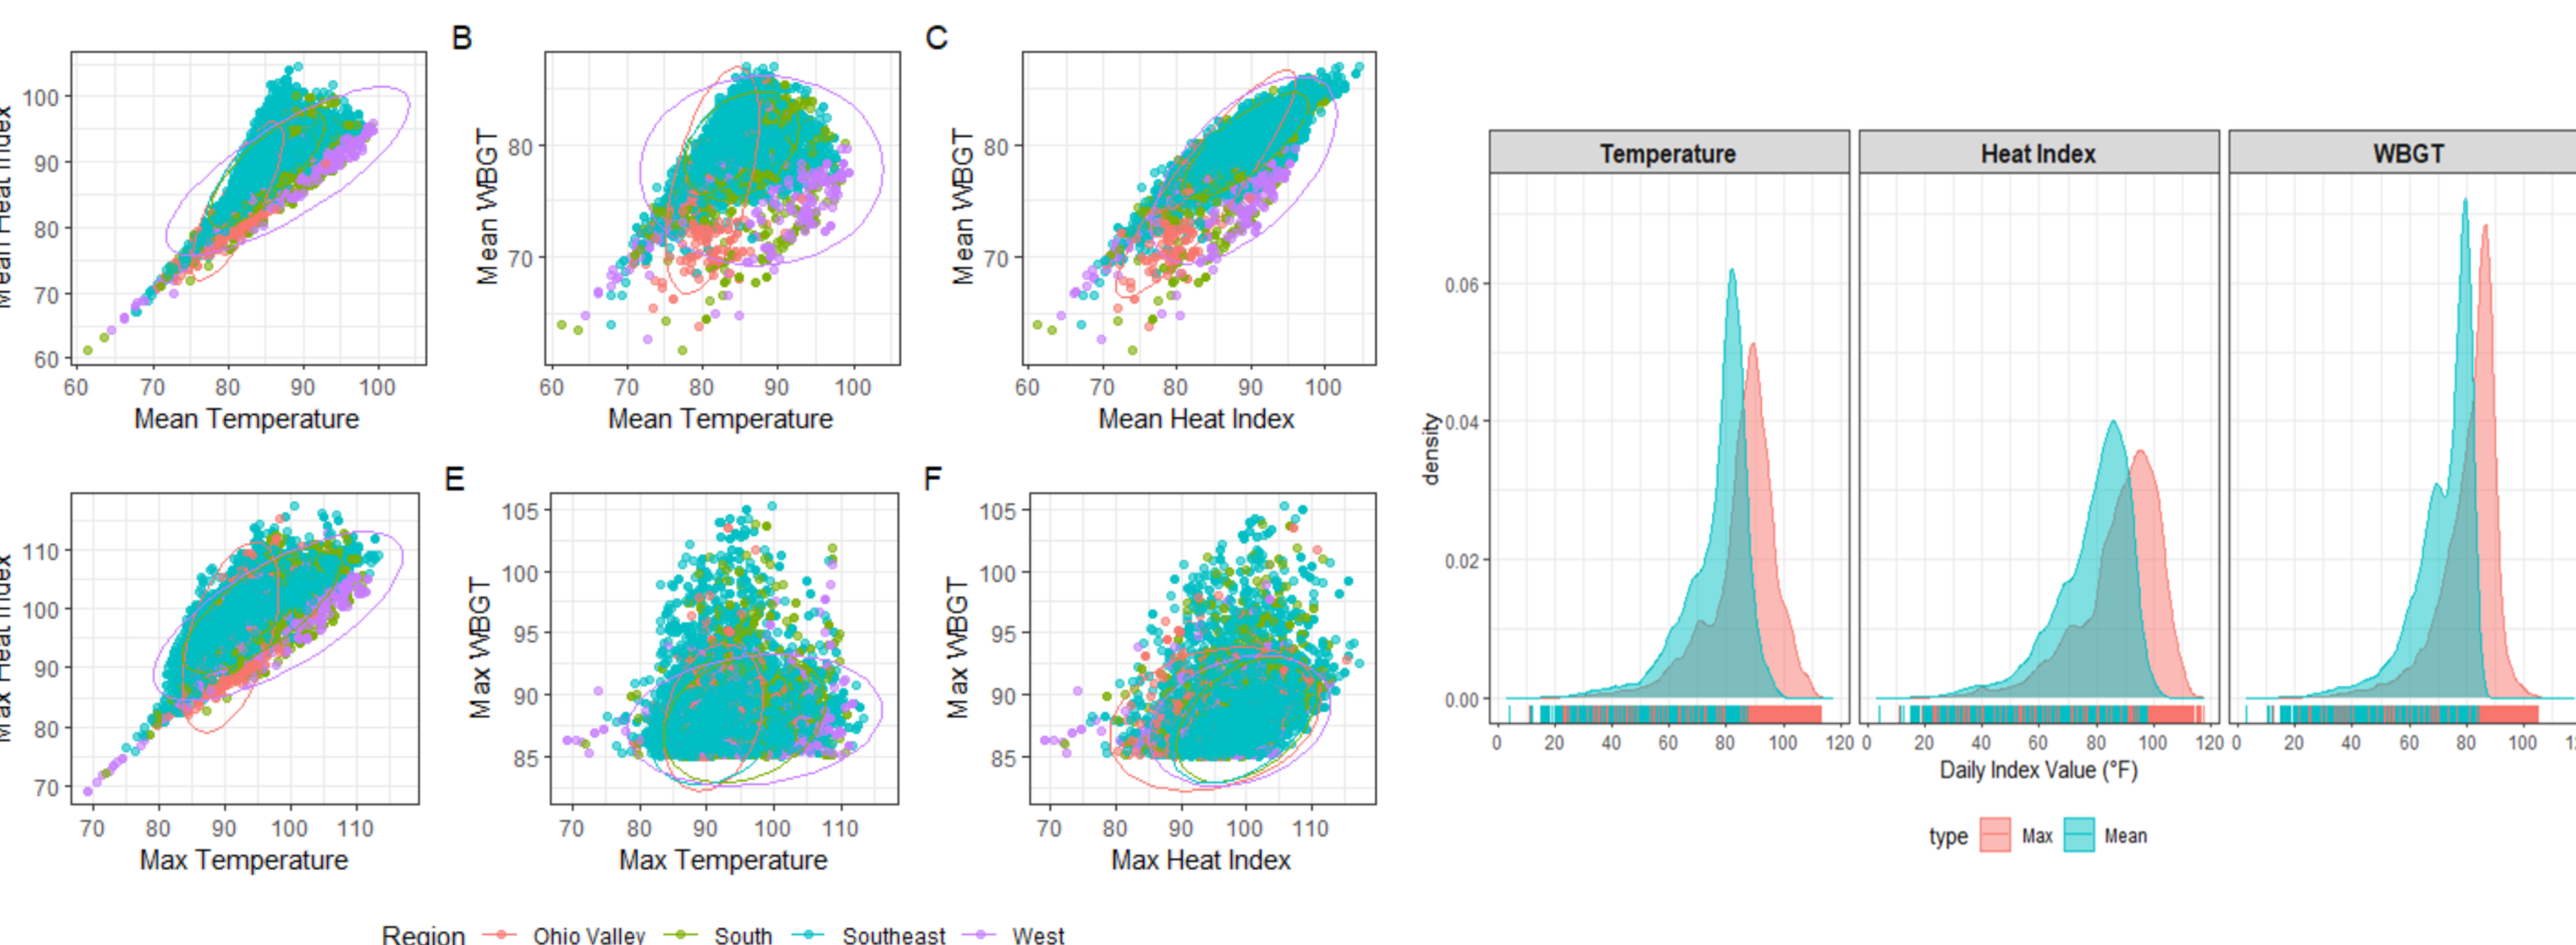 B
C
Mean Heat Index
100
90
80
70
60
60 70 80 90 100
Mean Temperature
Mean WBGT
80
70
60 70 80 90 100
Mean Temperature
Mean WBGT
80
70
60 70 80 90 100
Mean Heat Index
E
F
Max Heat Index
110
100
90
80
70
70 80 90 100 110
Max Temperature
Max WBGT
105
100
95
90
85
70 80 90 100 110
Max Temperature
Max WBGT
105
100
95
90
85
70 80 90 100 110
Max Heat Index
Region Ohio Valley South Southeast West
Temperature Heat Index WBGT
density
0.06
0.04
0.02
0.00
0 20 40 60 80 100 120 0 20 40 60 80 100 120 0 20 40 60 80 100
Daily Index Value (°F)
type Max Mean